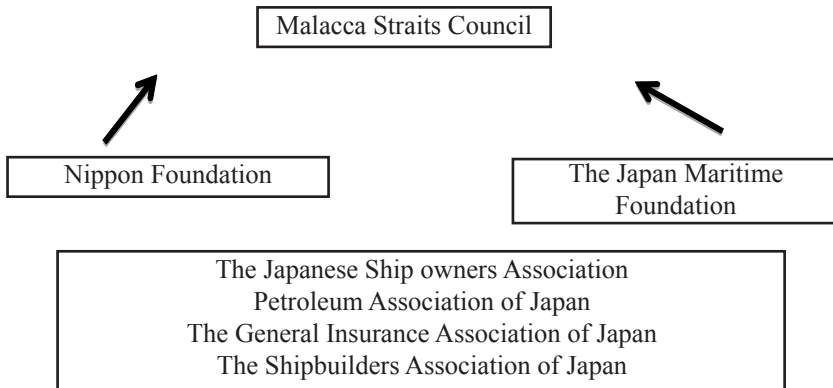 Malacca Straits Council
Nippon Foundation
The Japan Maritime
Foundation
The Japanese Ship owners Association
Petroleum Association of Japan
The General Insurance Association of Japan
The Shipbuilders Association of Japan